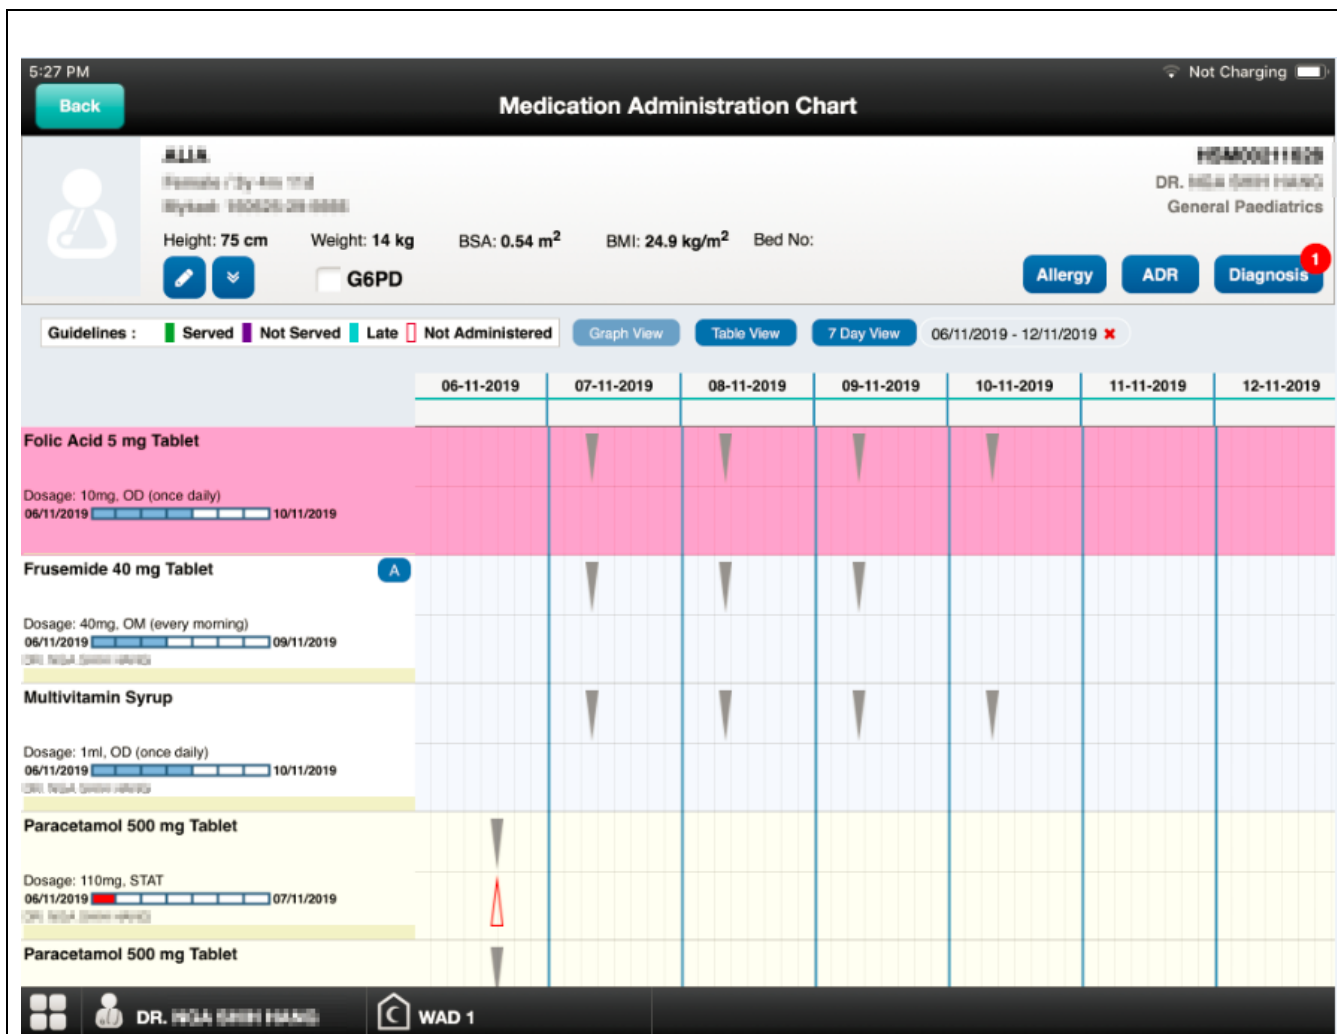 5:27 PM
Not Charging
Back
Medication Administration Chart
DR.
General Paediatrics
Height: 75 cm Weight: 14 kg BSA: 0.54 m² BMI: 24.9 kg/m² Bed No:
G6PD
Allergy ADR Diagnosis 1
Guidelines : Served Not Served Late Not Administered Graph View Table View 7 Day View 06/11/2019 - 12/11/2019
06-11-2019 07-11-2019 08-11-2019 09-11-2019 10-11-2019 11-11-2019 12-11-2019
Folic Acid 5 mg Tablet
Dosage: 10mg, OD (once daily)
06/11/2019 10/11/2019
Frusemide 40 mg Tablet A
Dosage: 40mg, OM (every morning)
06/11/2019 09/11/2019
Multivitamin Syrup
Dosage: 1ml, OD (once daily)
06/11/2019 10/11/2019
Paracetamol 500 mg Tablet
Dosage: 110mg, STAT
06/11/2019 07/11/2019
Paracetamol 500 mg Tablet
DR. WAD 1